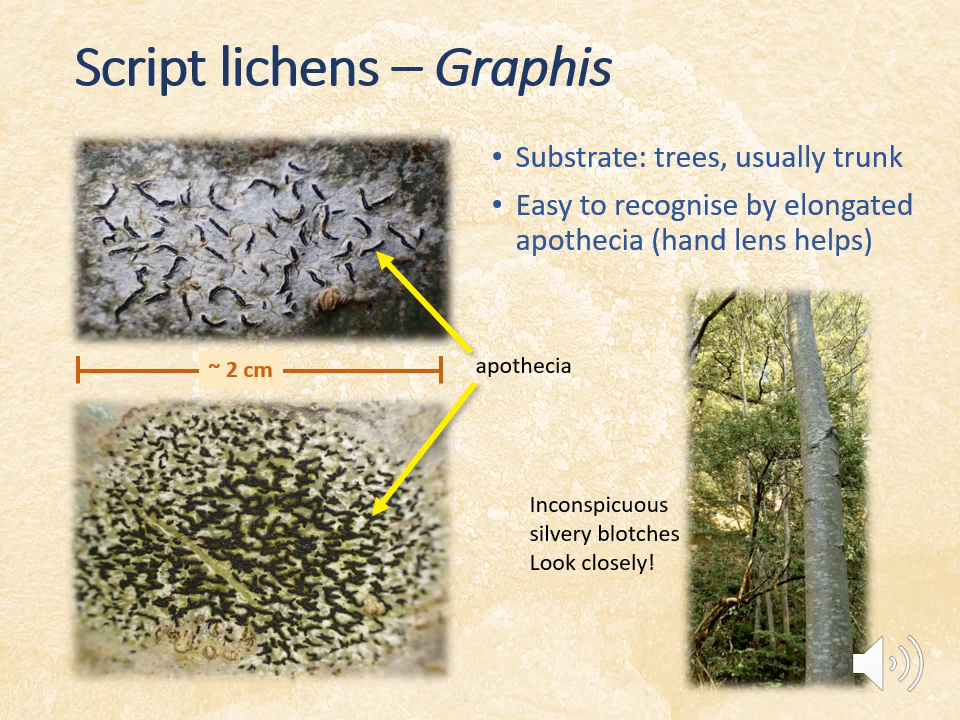 Script lichens – Graphis
• Substrate: trees, usually trunk
• Easy to recognise by elongated
apothecia (hand lens helps)
~ 2 cm
apothecia
Inconspicuous
silvery blotches
Look closely!